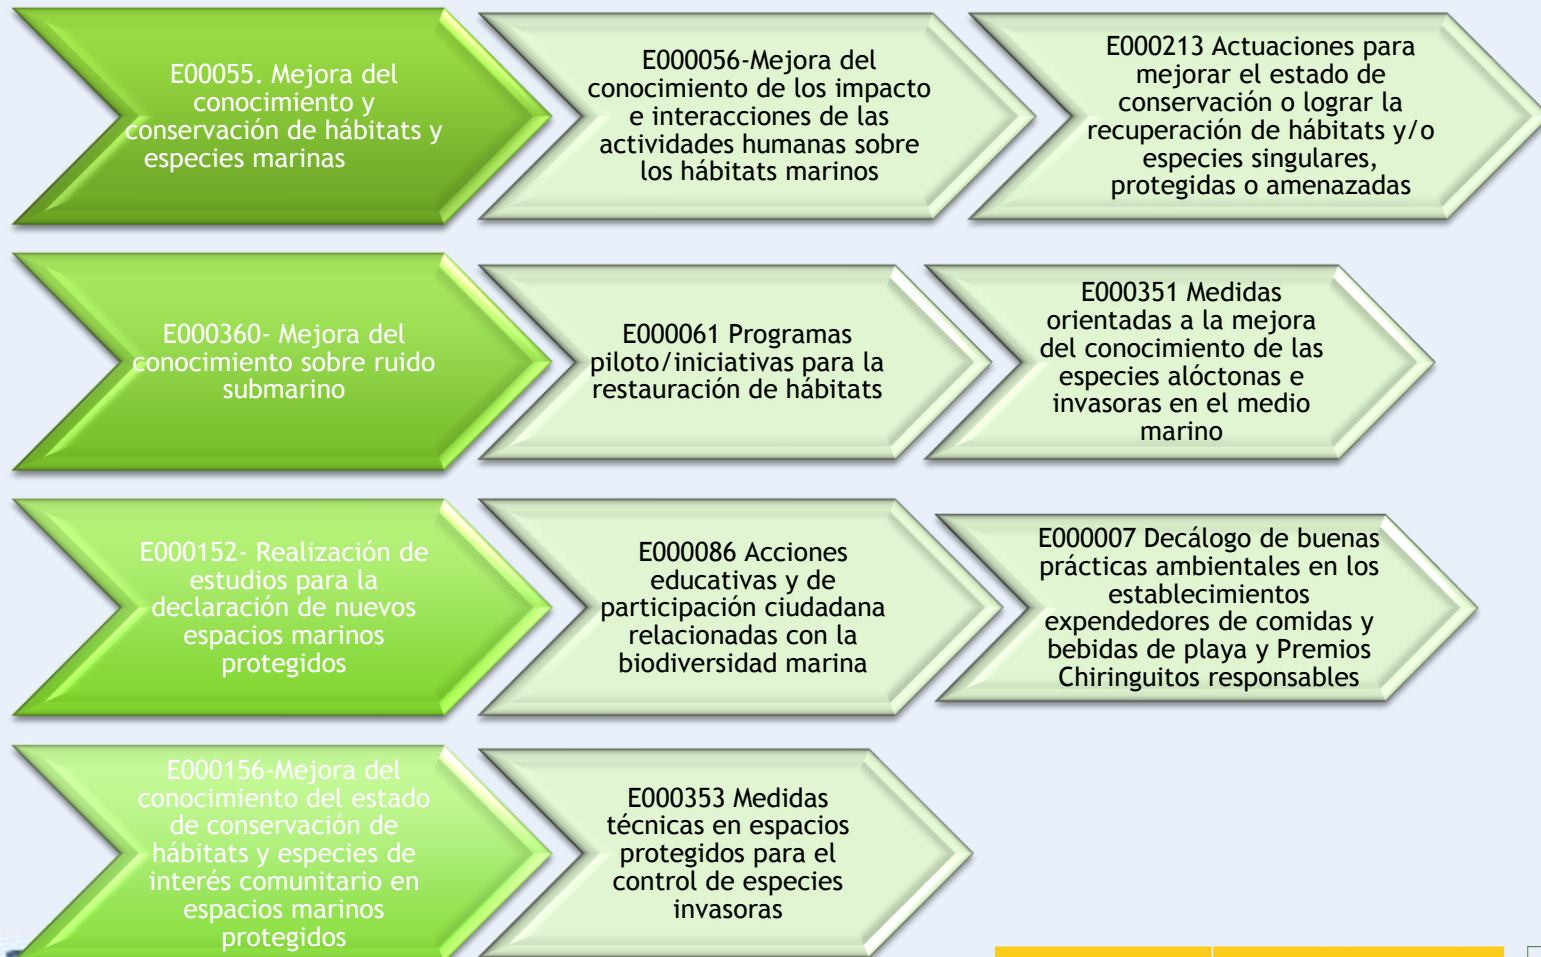 E00055. Mejora del
conocimiento y
conservación de hábitats y
especies marinas
E000056-Mejora del
conocimiento de los impacto
e interacciones de las
actividades humanas sobre
los hábitats marinos
E000213 Actuaciones para
mejorar el estado de
conservación o lograr la
recuperación de hábitats y/o
especies singulares,
protegidas o amenazadas
E000360- Mejora del
conocimiento sobre ruido
submarino
E000061 Programas
piloto/iniciativas para la
restauración de hábitats
E000351 Medidas
orientadas a la mejora
del conocimiento de las
especies alóctonas e
invasoras en el medio
marino
E000152- Realización de
estudios para la
declaración de nuevos
espacios marinos
protegidos
E000086 Acciones
educativas y de
participación ciudadana
relacionadas con la
biodiversidad marina
E000007 Decálogo de buenas
prácticas ambientales en los
establecimientos
expendedores de comidas y
bebidas de playa y Premios
Chiringuitos responsables
E000156-Mejora del
conocimiento del estado
de conservación de
hábitats y especies de
interés comunitario en
espacios marinos
protegidos
E000353 Medidas
técnicas en espacios
protegidos para el
control de especies
invasoras